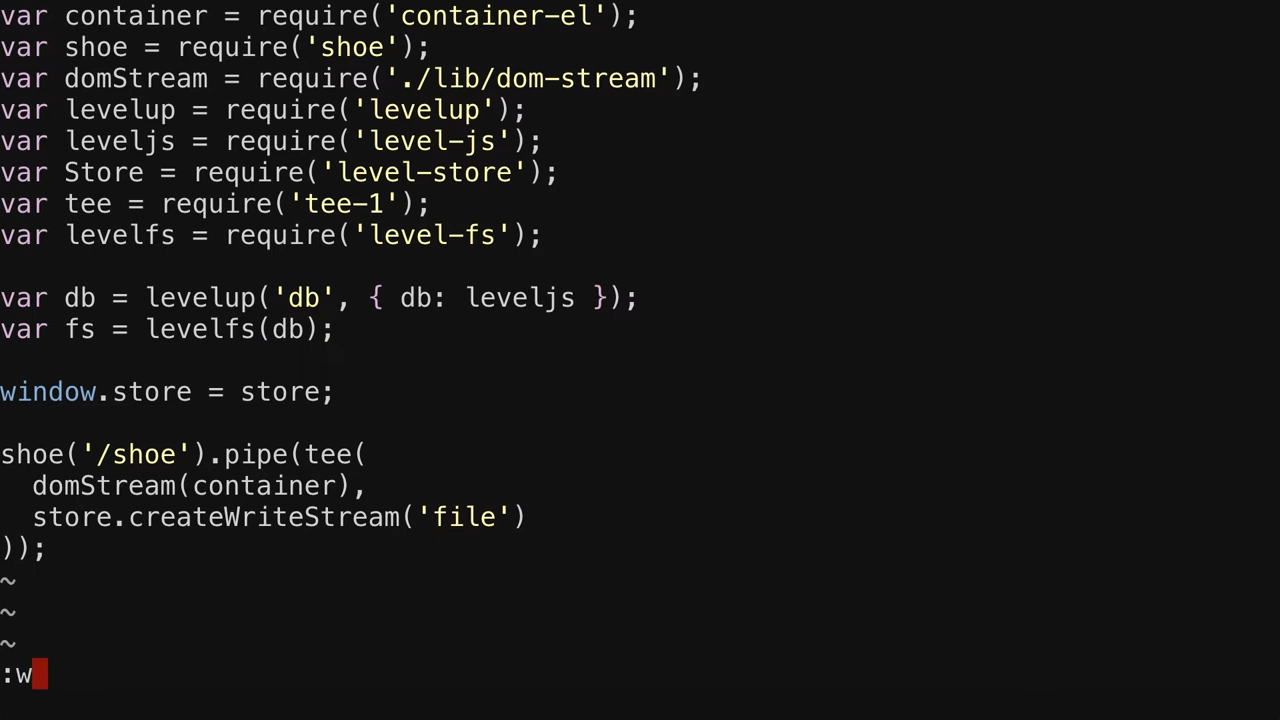 var container = require('container-el');
var shoe = require('shoe');
var domStream = require('./lib/dom-stream');
var levelup = require('levelup');
var leveljs = require('level-js');
var Store = require('level-store');
var tee = require('tee-1');
var levelfs = require('level-fs');

var db = levelup('db', { db: leveljs });
var fs = levelfs(db);

window.store = store;

shoe('/shoe').pipe(tee(
  domStream(container),
  store.createWriteStream('file')
));
~
~
~
:w